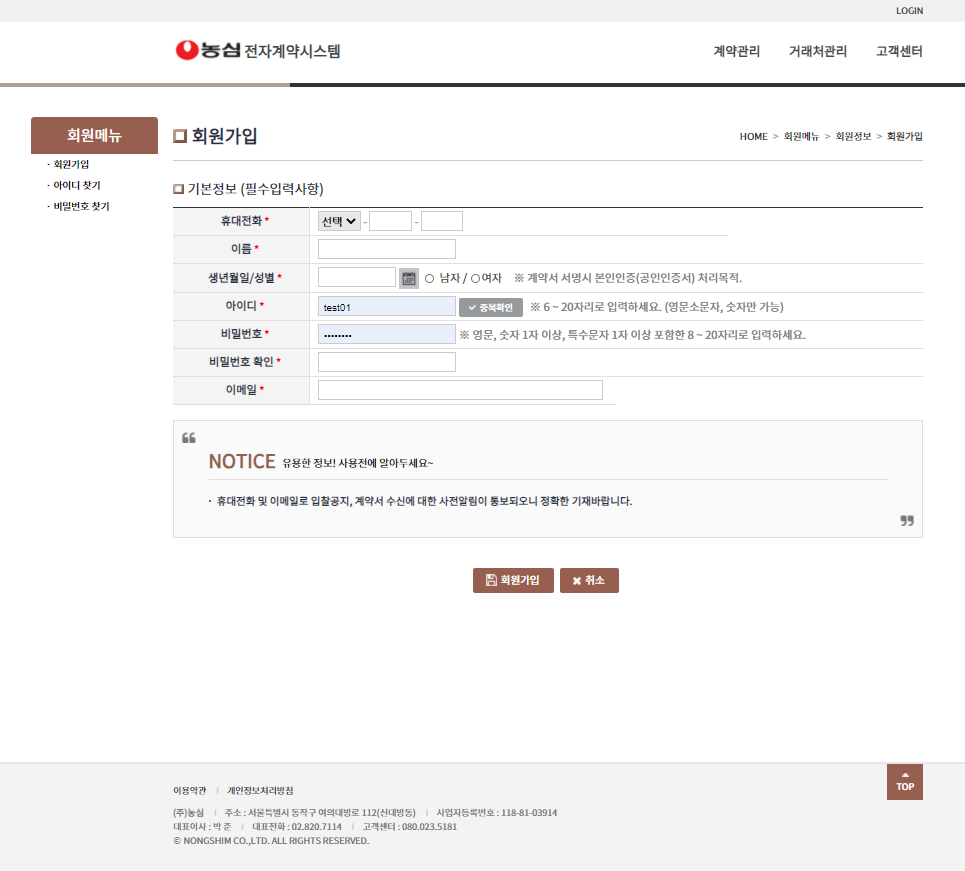 LOGIN
농심 전자계약시스템
계약관리 거래처관리 고객센터
회원메뉴
· 회원가입
· 아이디 찾기
· 비밀번호 찾기
회원가입
HOME > 회원메뉴 > 회원정보 > 회원가입
기본정보 (필수입력사항)
휴대전화 * 선택 - -
이름 *
생년월일/성별 * 남자 / 여자 ※ 계약서 서명시 본인인증(공인인증서) 처리목적.
아이디 * test01 중복확인 ※ 6 ~ 20자리로 입력하세요. (영문소문자, 숫자만 가능)
비밀번호 * ........ ※ 영문, 숫자 1자 이상, 특수문자 1자 이상 포함한 8 ~ 20자리로 입력하세요.
비밀번호 확인 *
이메일 *
NOTICE 유용한 정보! 사용전에 알아두세요~
· 휴대전화 및 이메일로 입찰공지, 계약서 수신에 대한 사전알림이 통보되오니 정확한 기재바랍니다.
회원가입 취소
TOP
이용약관 | 개인정보처리방침
(주)농심 | 주소 : 서울특별시 동작구 여의대방로 112(신대방동) | 사업자등록번호 : 118-81-03914
대표이사 : 박 준 | 대표전화 : 02.820.7114 | 고객센터 : 080.023.5181
© NONGSHIM CO.,LTD. ALL RIGHTS RESERVED.